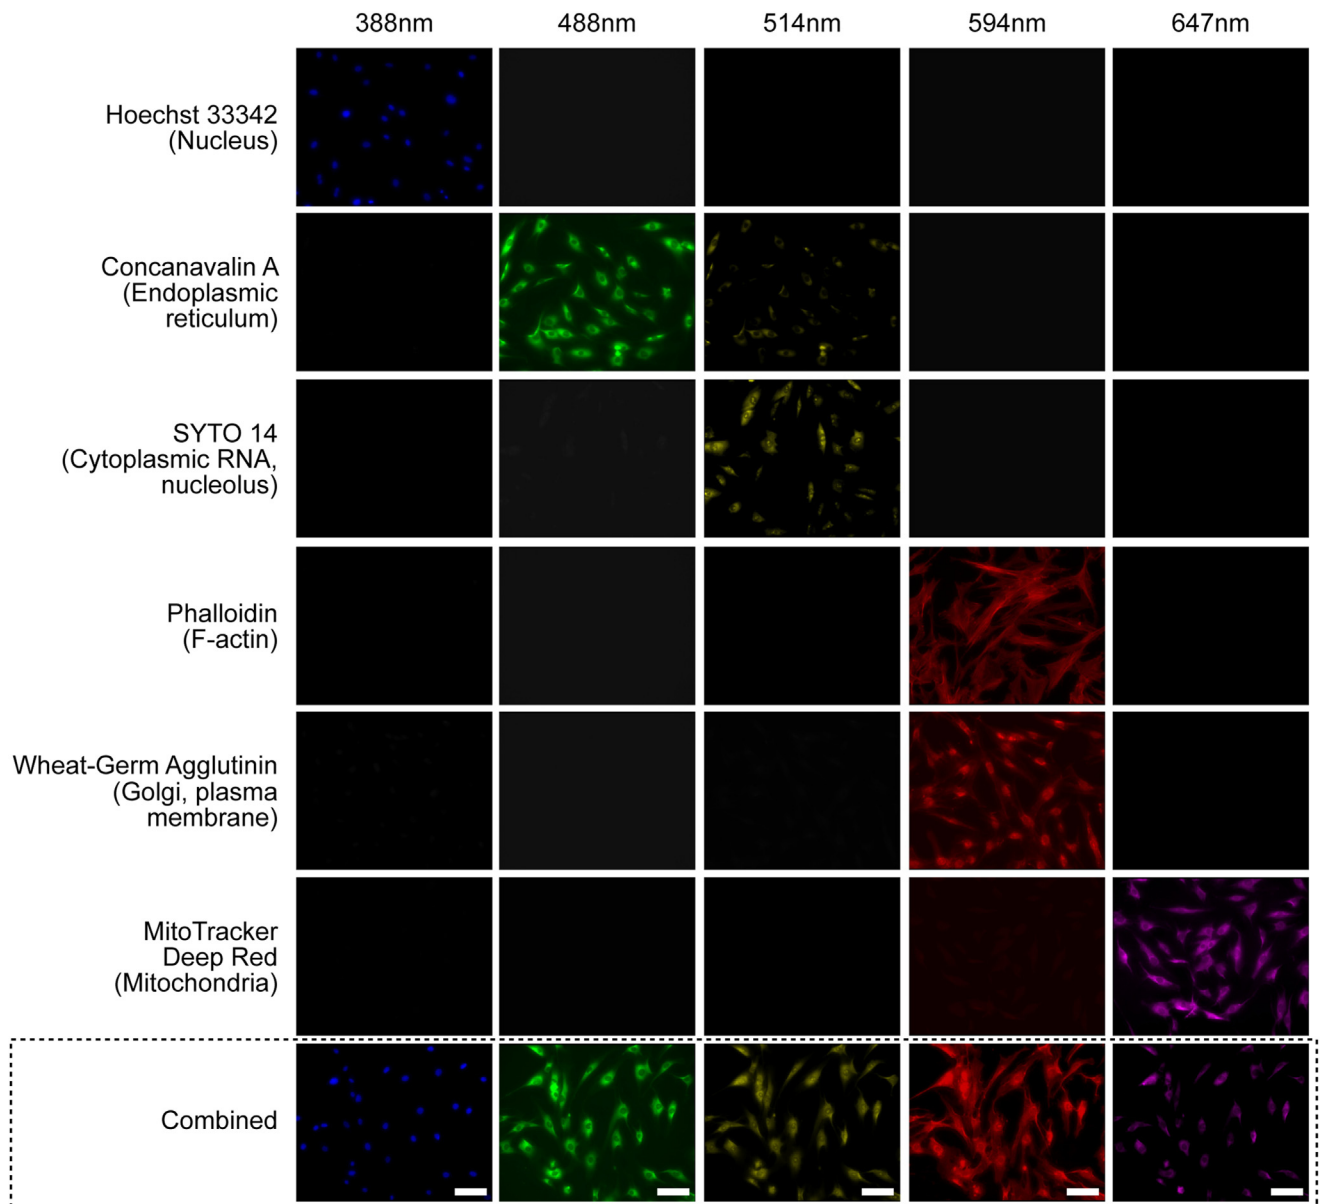 388nm 488nm 514nm 594nm 647nm
Hoechst 33342
(Nucleus)
Concanavalin A
(Endoplasmic
reticulum)
SYTO 14
(Cytoplasmic RNA,
nucleolus)
Phalloidin
(F-actin)
Wheat-Germ Agglutinin
(Golgi, plasma
membrane)
MitoTracker
Deep Red
(Mitochondria)
Combined